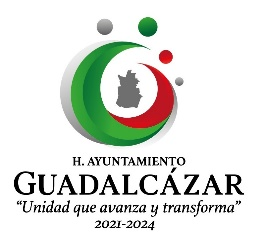 H. AYUNTAMIENTO
GUADALCÁZAR
"Unidad que avanza y transforma"
2021-2024